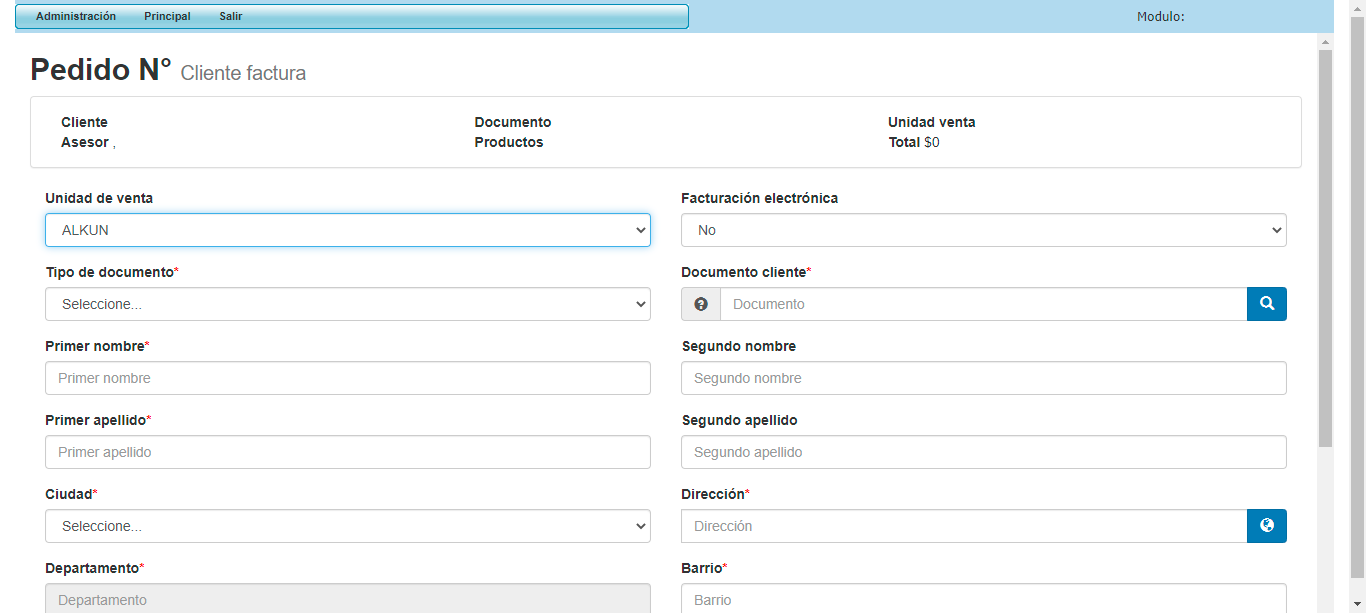 Administración Principal Salir Modulo:
Pedido N° Cliente factura
Cliente Documento Unidad venta
Asesor , Productos Total $0
Unidad de venta Facturación electrónica
ALKUN No
Tipo de documento* Documento cliente*
Seleccione... Documento
Primer nombre* Segundo nombre
Primer nombre Segundo nombre
Primer apellido* Segundo apellido
Primer apellido Segundo apellido
Ciudad* Dirección*
Seleccione... Dirección
Departamento* Barrio*
Departamento Barrio